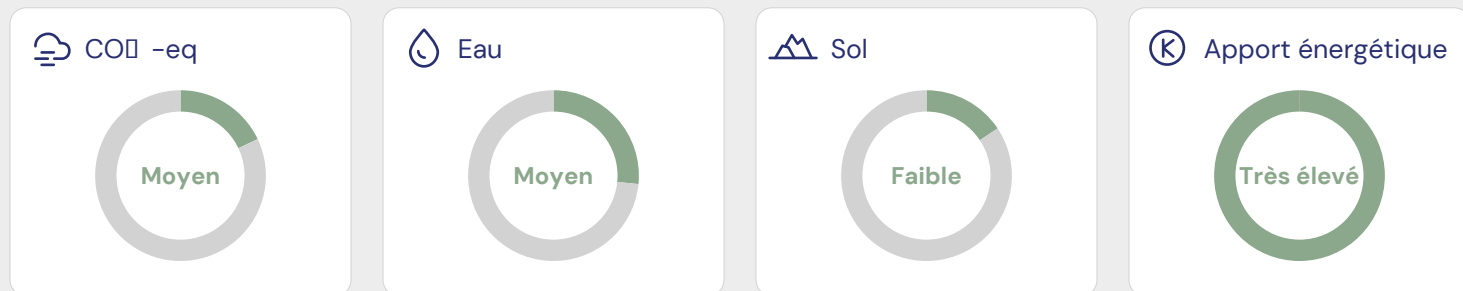 CO▯ -eq
Moyen
Eau
Moyen
Sol
Faible
Apport énergétique
Très élevé